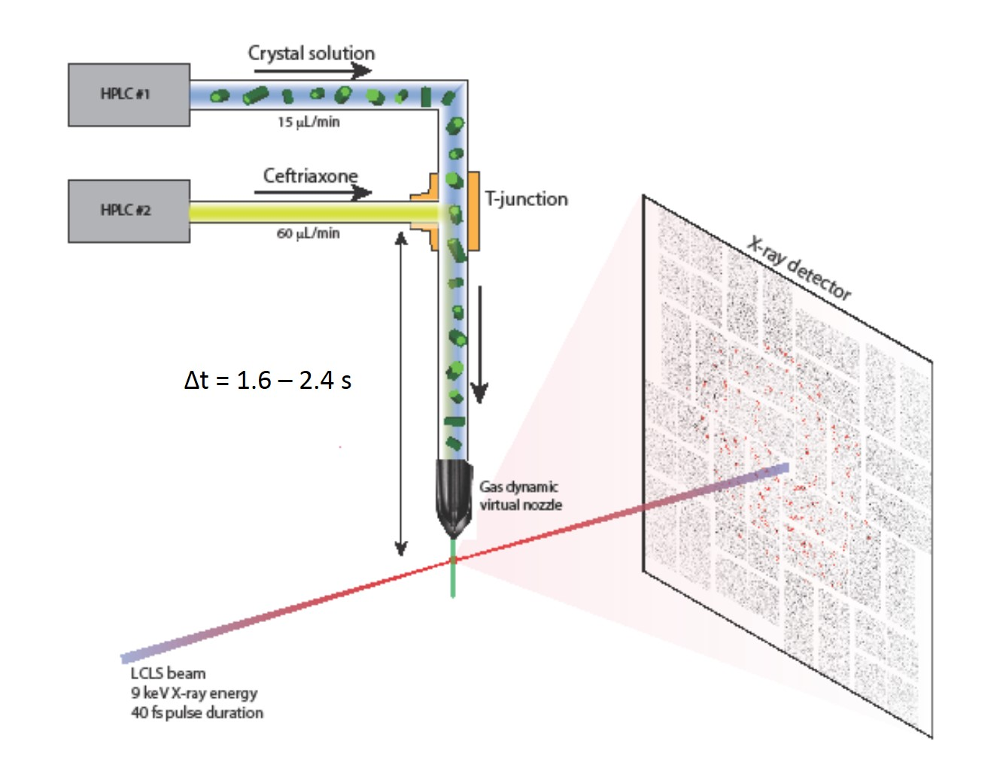 Crystal solution
HPLC #1
15 µL/min
Ceftriaxone
HPLC #2
60 µL/min
T-junction
X-ray detector
Δt = 1.6 – 2.4 s
Gas dynamic
virtual nozzle
LCLS beam
9 keV X-ray energy
40 fs pulse duration